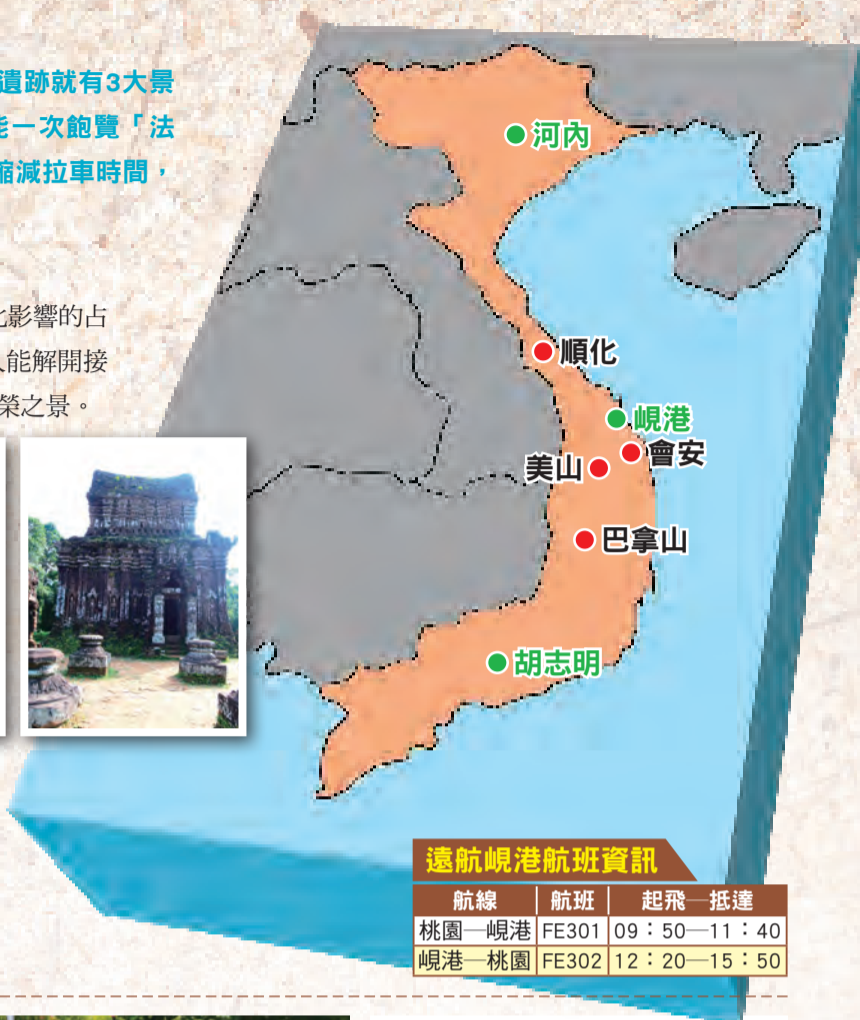 遺跡就有3大景
能一次飽覽「法
縮減拉車時間，
影響的占
能解開接
榮之景。
河內
順化
峴港
會安
美山
巴拿山
胡志明
遠航峴港航班資訊
航線 航班 起飛—抵達
桃園—峴港 FE301 09：50—11：40
峴港—桃園 FE302 12：20—15：50